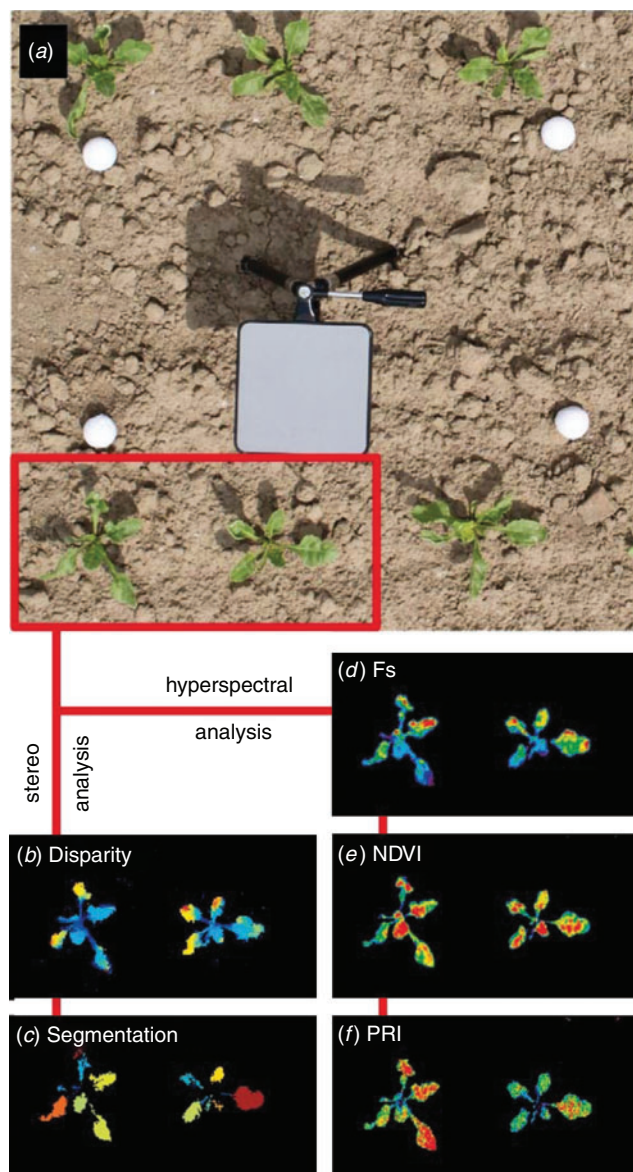 (a)
hyperspectral
analysis
stereo
analysis
(d) Fs
(b) Disparity
(e) NDVI
(c) Segmentation
(f) PRI